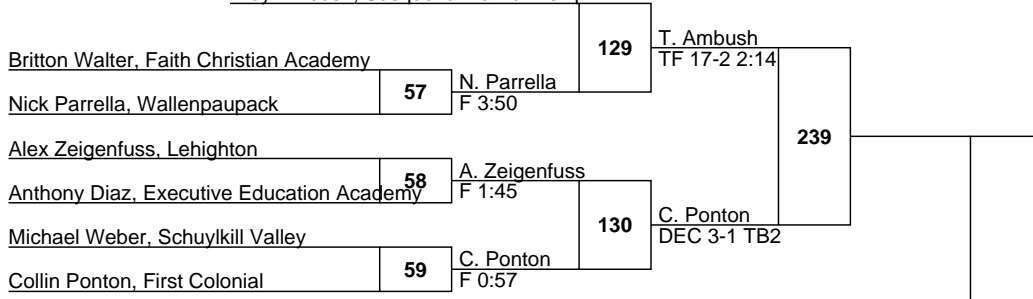 129
T. Ambush
TF 17-2 2:14
Britton Walter, Faith Christian Academy
57
N. Parrella
F 3:50
Nick Parrella, Wallenpaupack
239
Alex Zeigenfuss, Lehighton
58
A. Zeigenfuss
F 1:45
Anthony Diaz, Executive Education Academy
130
C. Ponton
DEC 3-1 TB2
Michael Weber, Schuylkill Valley
59
C. Ponton
F 0:57
Collin Ponton, First Colonial